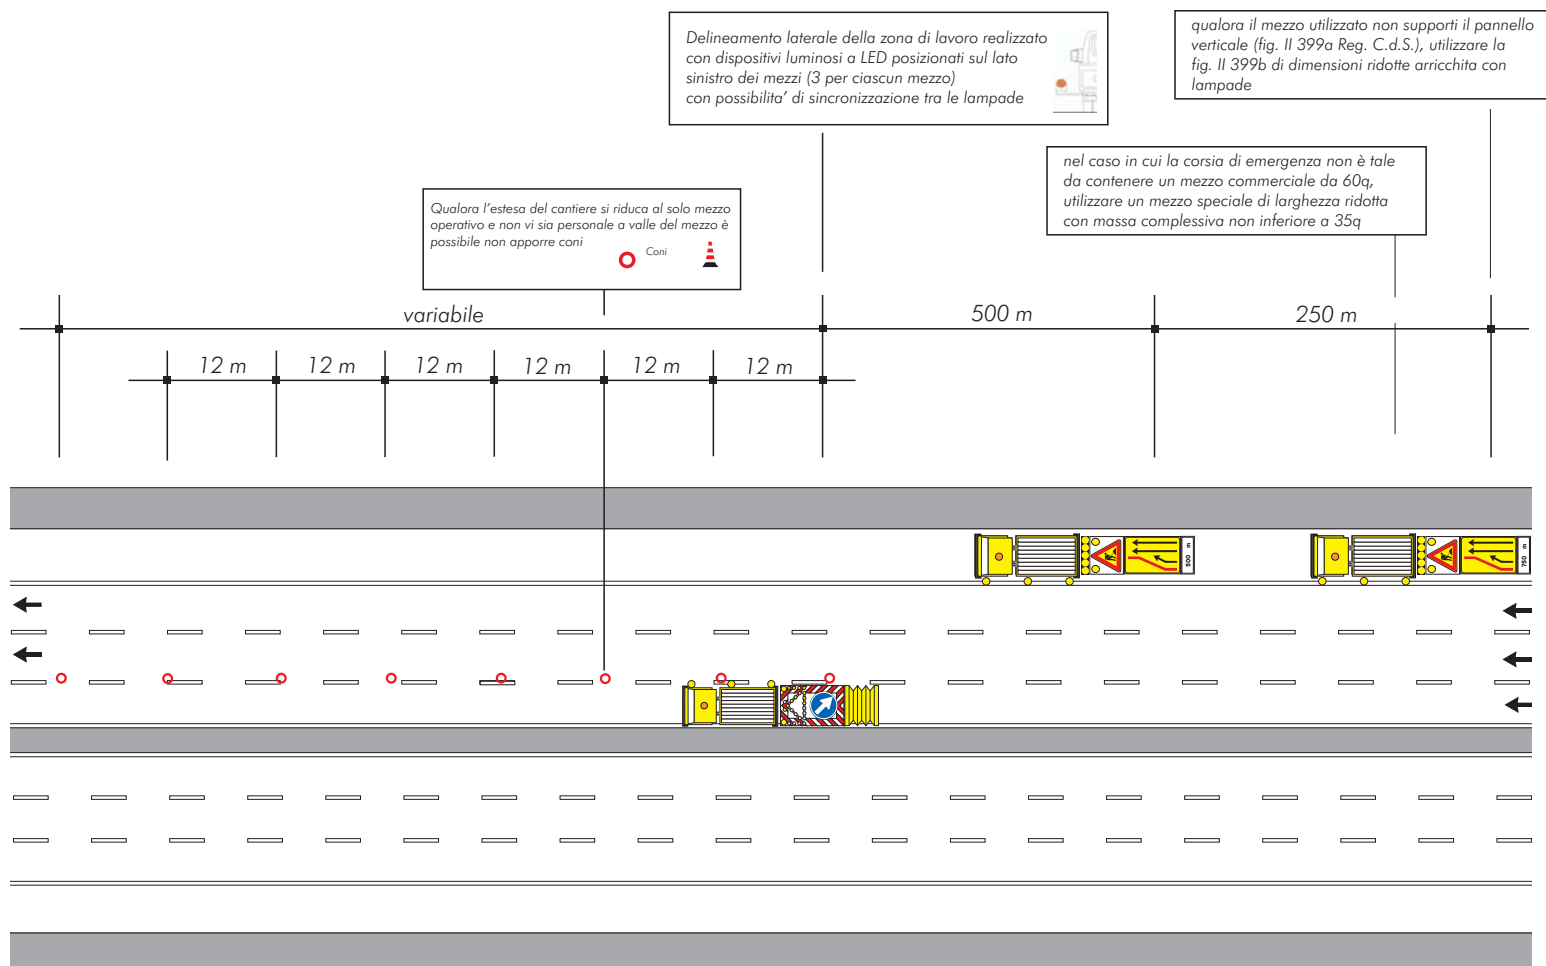 Delineamento laterale della zona di lavoro realizzato
con dispositivi luminosi a LED posizionati sul lato
sinistro dei mezzi (3 per ciascun mezzo)
con possibilita' di sincronizzazione tra le lampade
qualora il mezzo utilizzato non supporti il pannello
verticale (fig. II 399a Reg. C.d.S.), utilizzare la
fig. II 399b di dimensioni ridotte arricchita con
lampade
nel caso in cui la corsia di emergenza non è tale
da contenere un mezzo commerciale da 60q,
utilizzare un mezzo speciale di larghezza ridotta
con massa complessiva non inferiore a 35q
Qualora l'estesa del cantiere si riduca al solo mezzo
operativo e non vi sia personale a valle del mezzo è
possibile non apporre coni
Coni
variabile
500 m
250 m
12 m
12 m
12 m
12 m
12 m
12 m
500 m
750 m